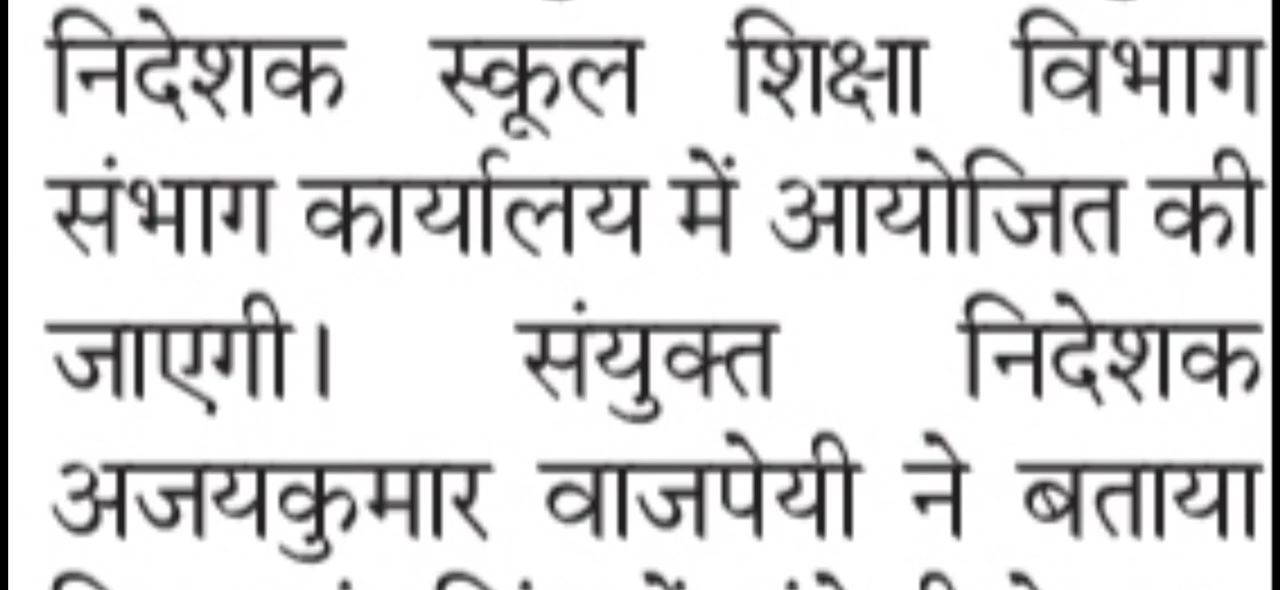 निदेशक स्कूल शिक्षा विभाग
संभाग कार्यालय में आयोजित की
जाएगी। संयुक्त निदेशक
अजयकुमार वाजपेयी ने बताया